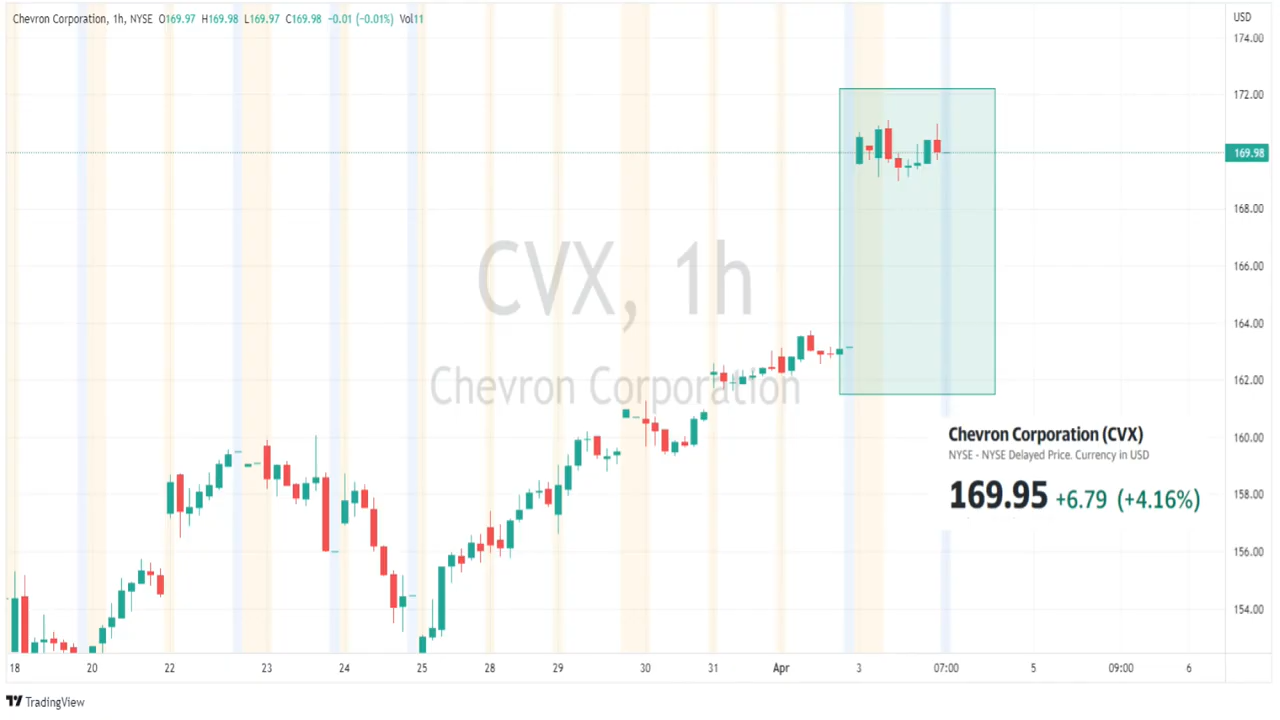 Chevron Corporation, 1h, NYSE O169.97 H169.98 L169.97 C169.98 −0.01 (−0.01%) Vol11
USD
174.00
172.00
169.98
168.00
166.00
164.00
162.00
160.00
158.00
156.00
154.00
CVX, 1h
Chevron Corporation
Chevron Corporation (CVX)
NYSE - NYSE Delayed Price. Currency in USD
169.95 +6.79 (+4.16%)
18 20 22 23 24 25 28 29 30 31 Apr 3 07:00 5 09:00 6
TradingView